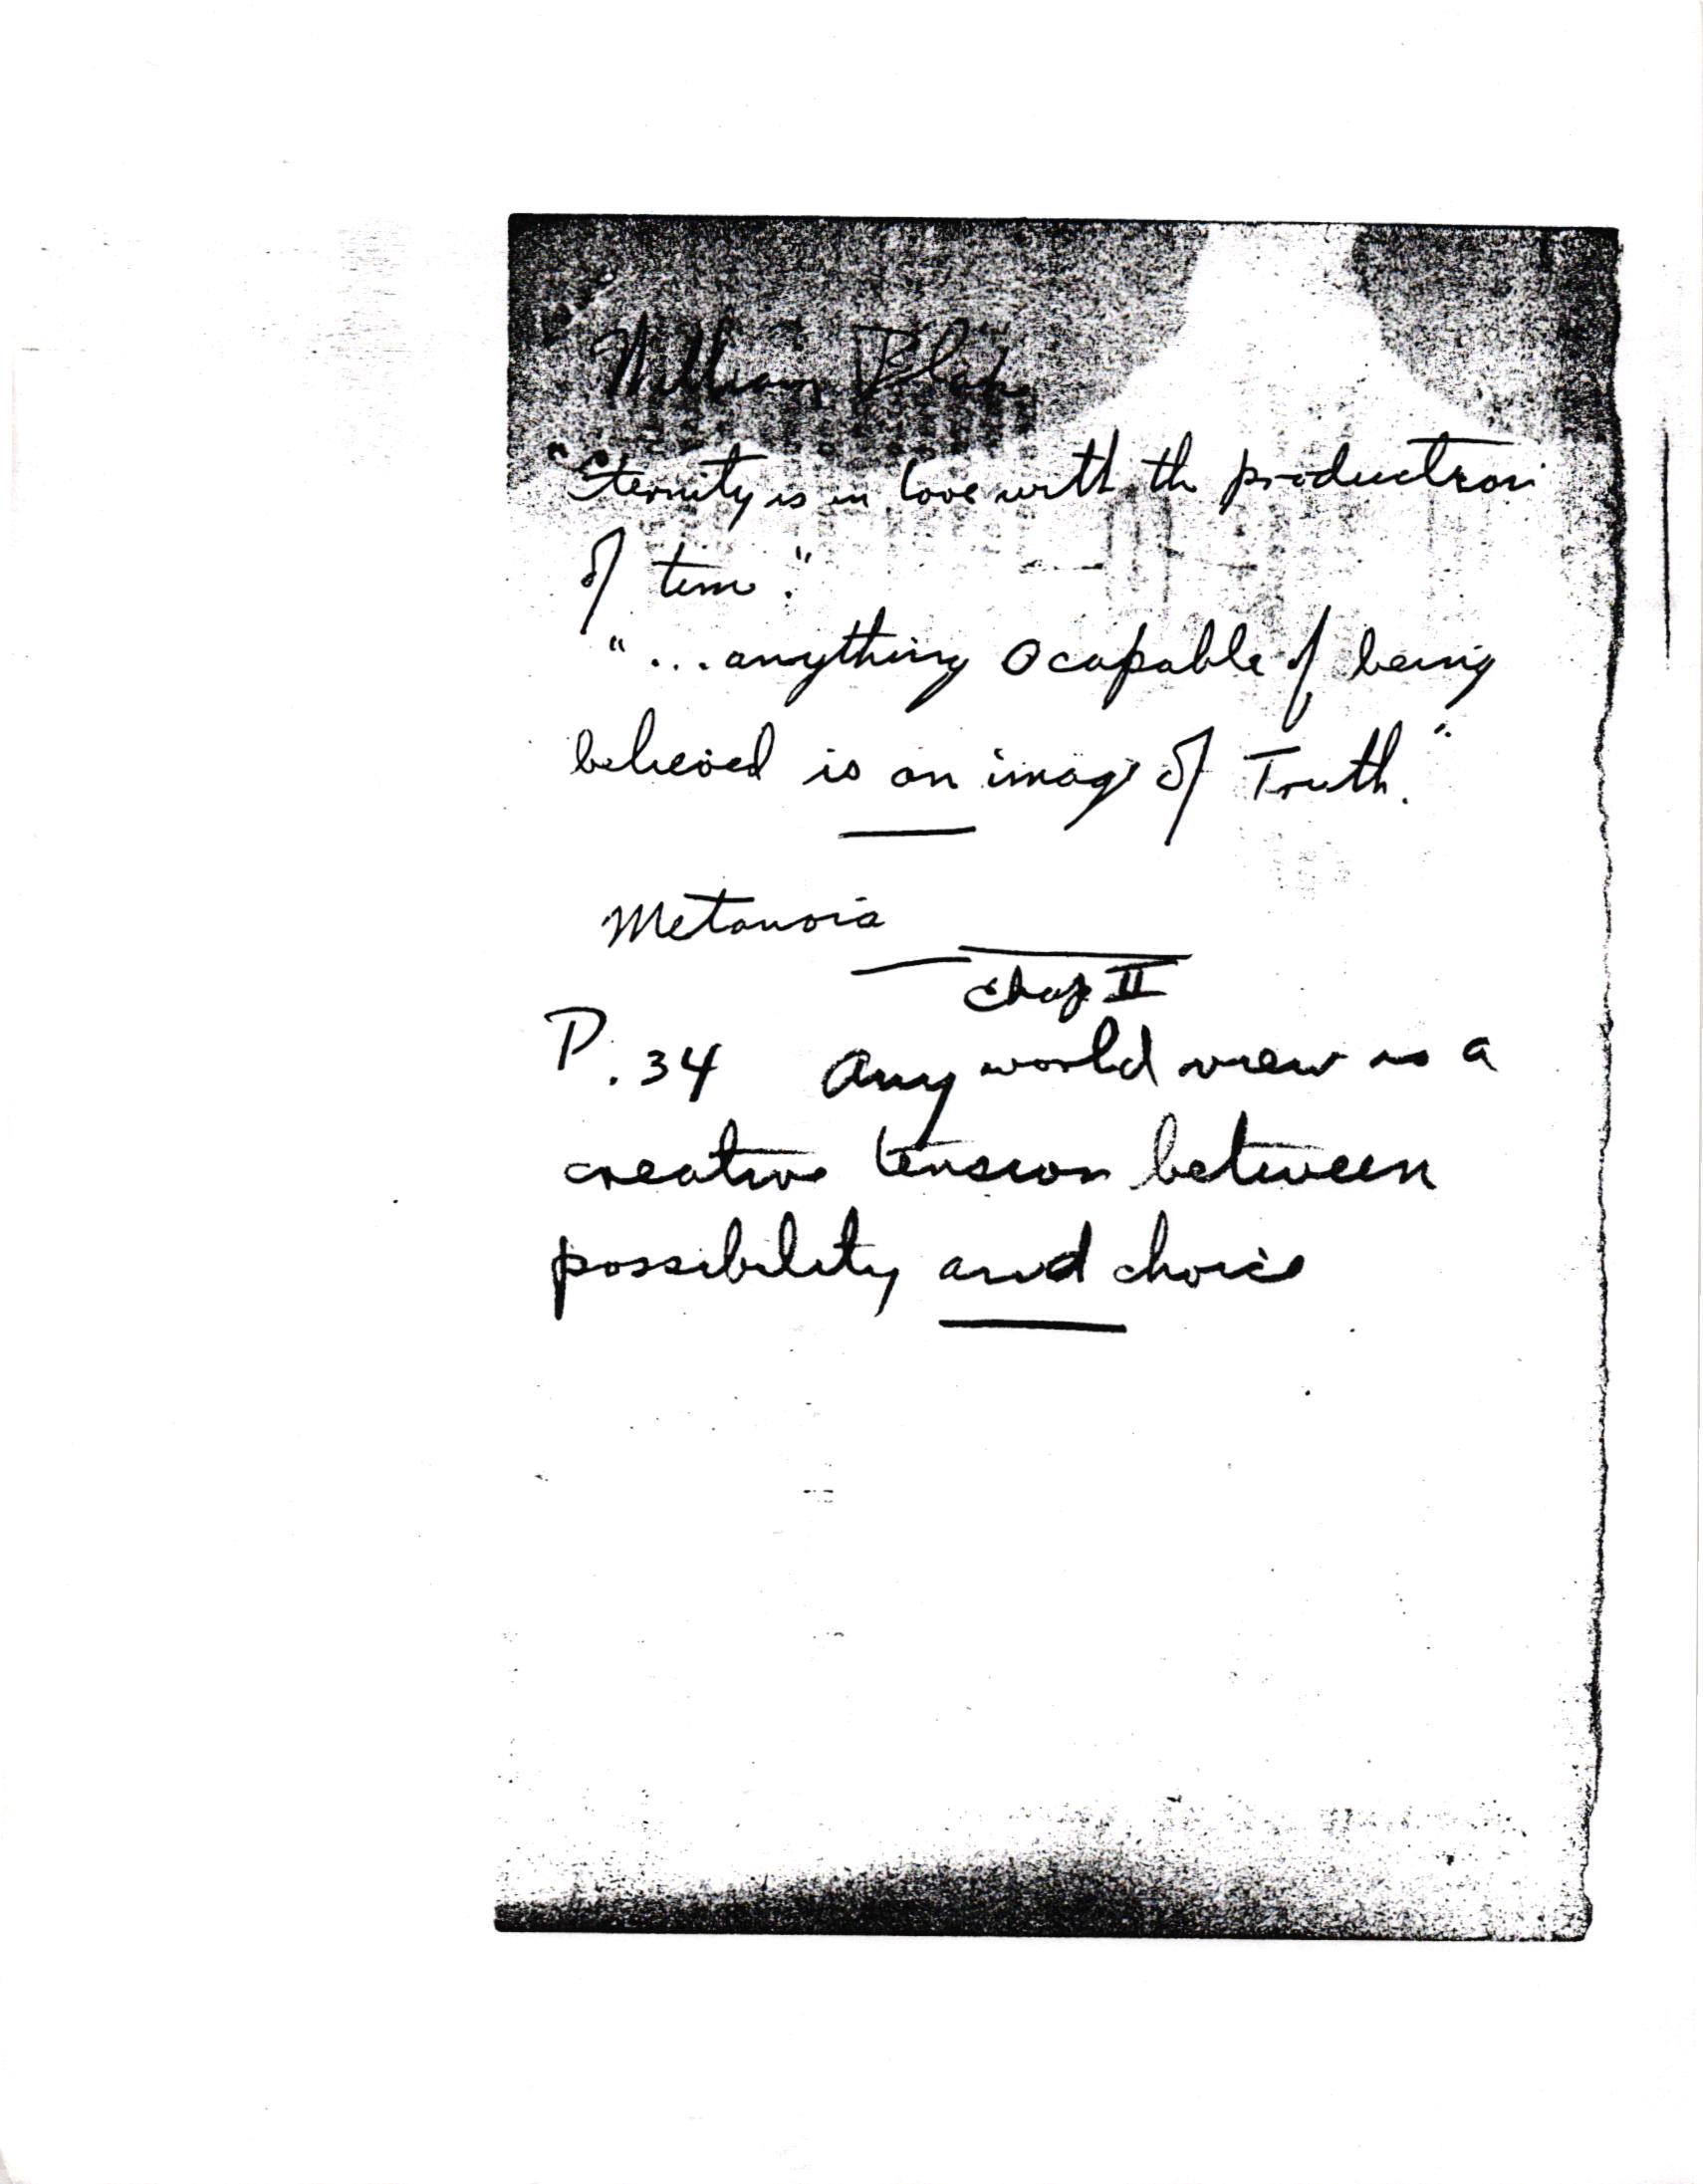 William Blake
"Eternity is in love with the production
of time."
"...anything capable of being
believed is an image of Truth."
Metanoia
Chap II
P. 34 Any world view is a
creative tension between
possibility and choice